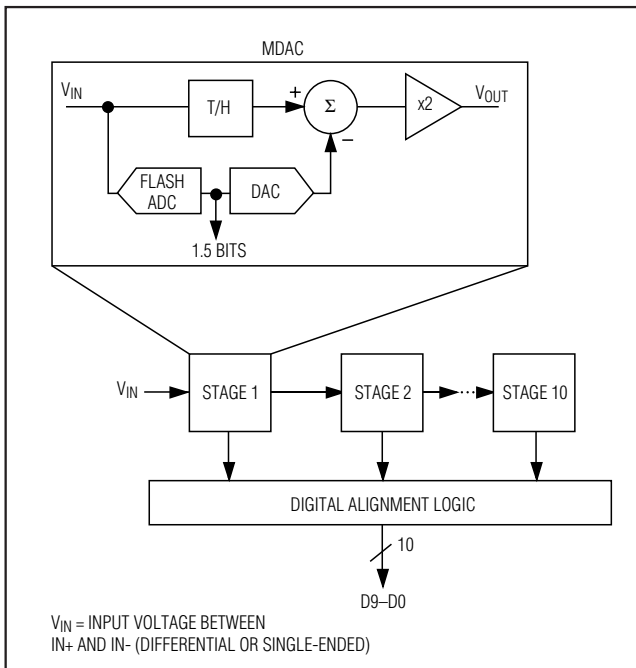 MDAC
VIN
T/H
+
Σ
−
x2
VOUT
FLASH
ADC
DAC
1.5 BITS
VIN
STAGE 1
STAGE 2
STAGE 10
DIGITAL ALIGNMENT LOGIC
10
D9–D0
VIN = INPUT VOLTAGE BETWEEN
IN+ AND IN- (DIFFERENTIAL OR SINGLE-ENDED)